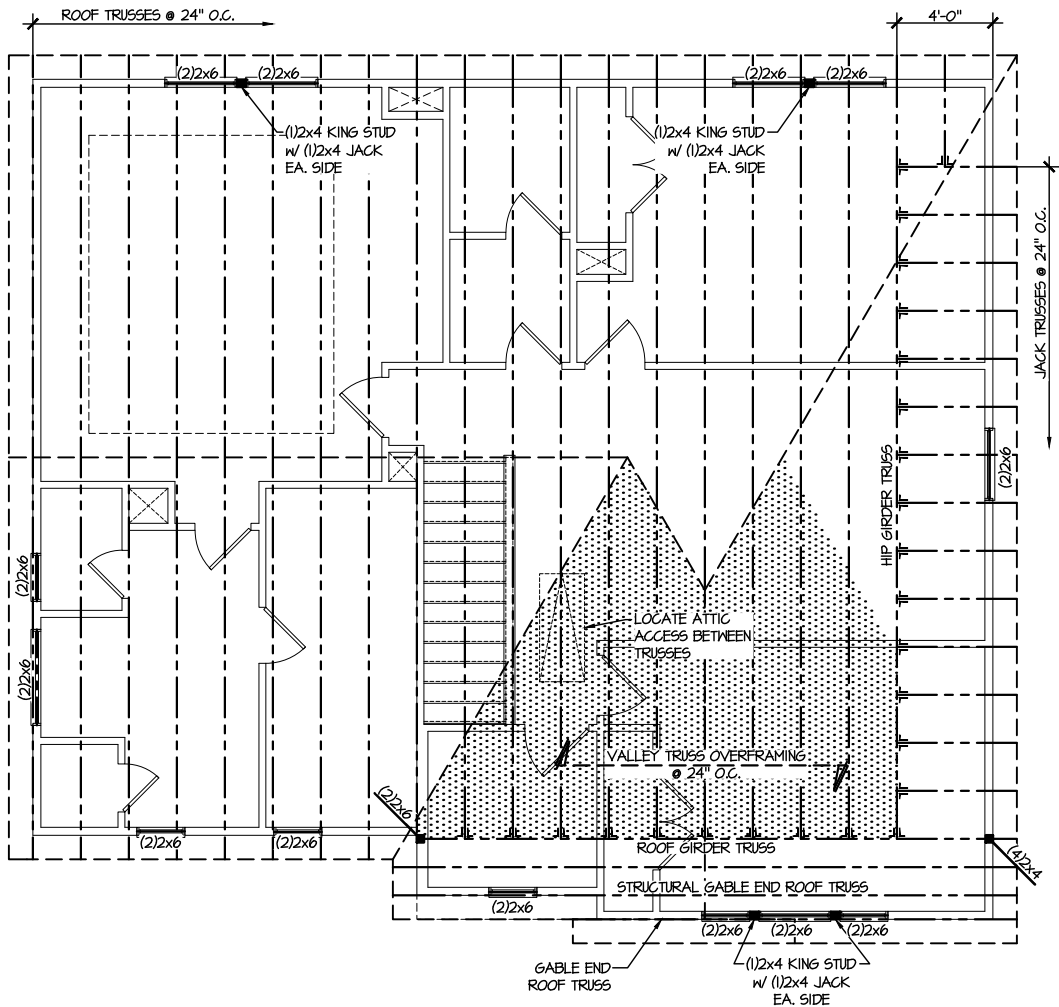 ROOF TRUSSES @ 24" O.C.
4'-0"
(2)2x6
(2)2x6
(2)2x6
(2)2x6
(1)2x4 KING STUD
w/ (1)2x4 JACK
EA. SIDE
(1)2x4 KING STUD
w/ (1)2x4 JACK
EA. SIDE
JACK TRUSSES @ 24" O.C.
HIP GIRDER TRUSS
(2)2x6
(2)2x6
(2)2x6
LOCATE ATTIC
ACCESS BETWEEN
TRUSSES
VALLEY TRUSS OVERFRAMING
@ 24" O.C.
(2)2x6
(2)2x6
(2)2x6
ROOF GIRDER TRUSS
(4)2x4
STRUCTURAL GABLE END ROOF TRUSS
(2)2x6
(2)2x6
(2)2x6
(2)2x6
GABLE END
ROOF TRUSS
(1)2x4 KING STUD
w/ (1)2x4 JACK
EA. SIDE